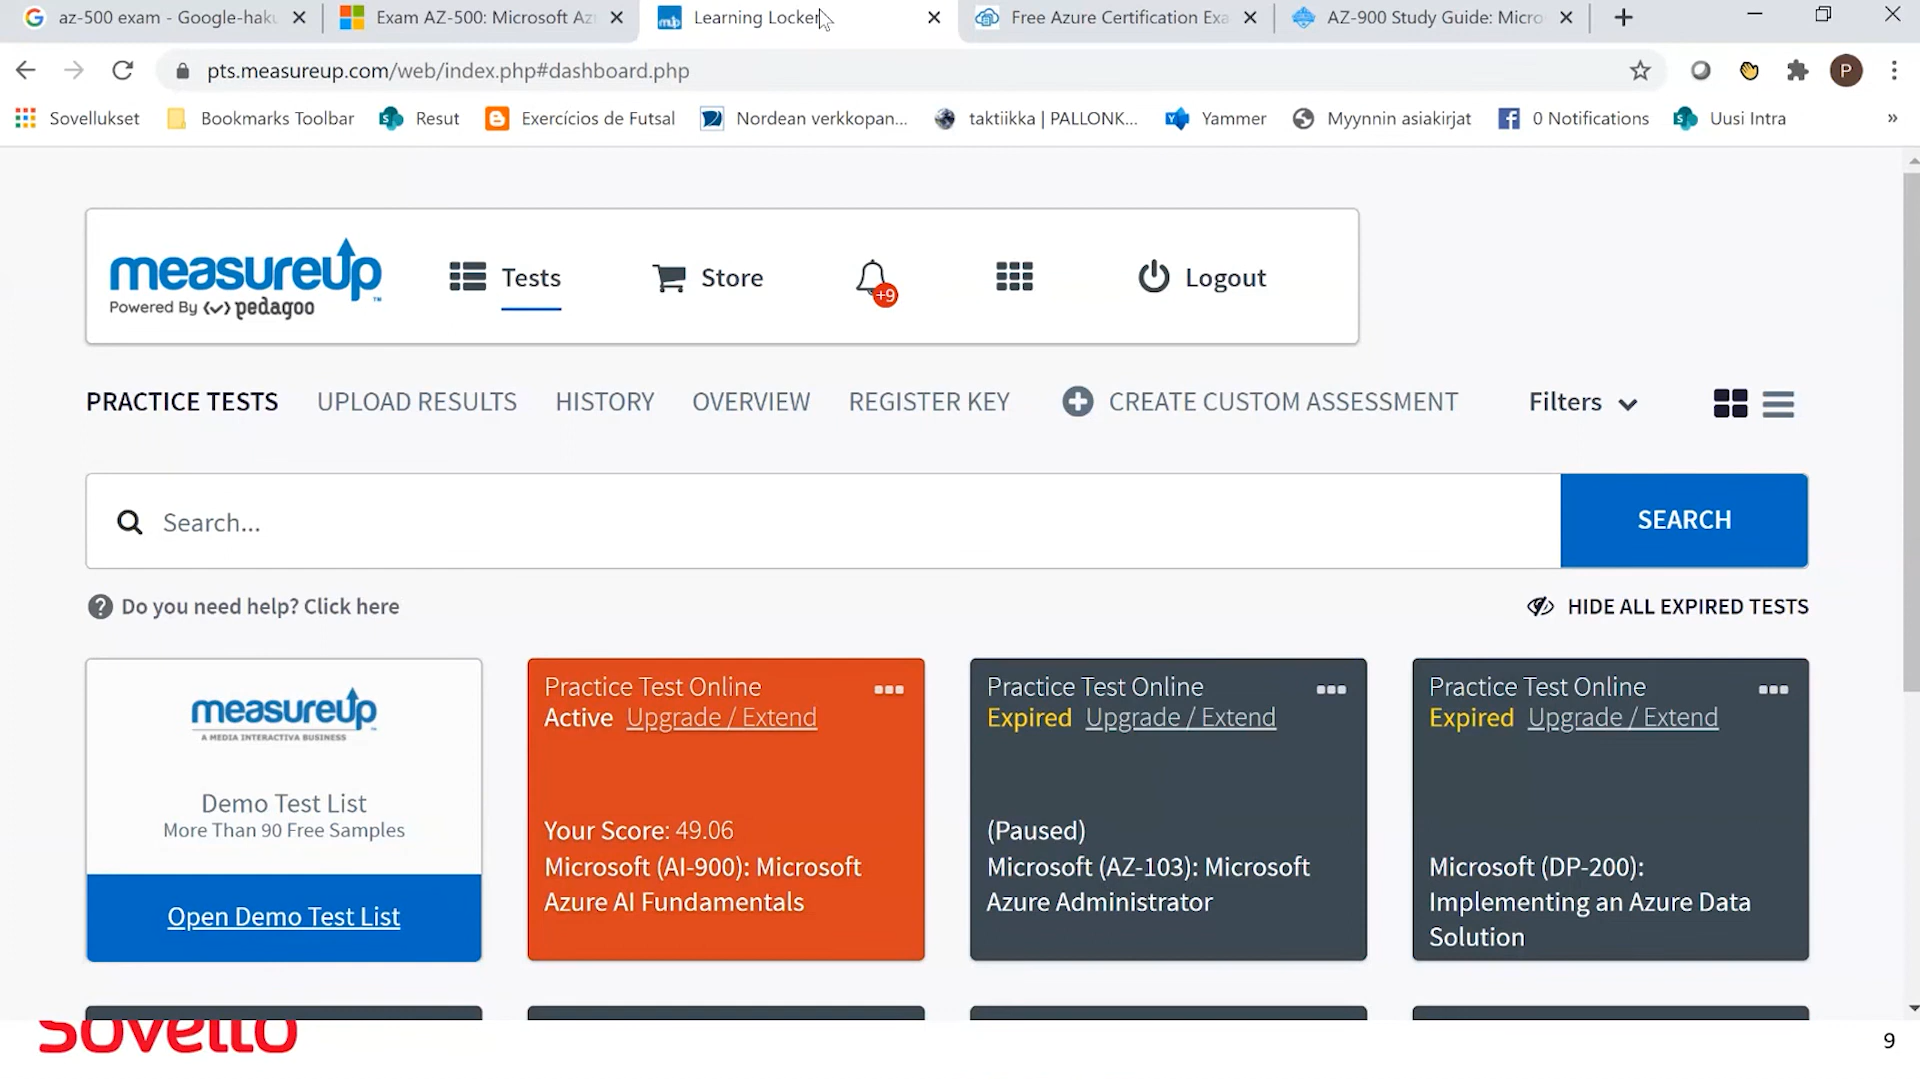 az-500 exam - Google-haku
Exam AZ-500: Microsoft Az
Learning Locker
Free Azure Certification Exa
AZ-900 Study Guide: Micro
pts.measureup.com/web/index.php#dashboard.php
P
Sovellukset
Bookmarks Toolbar
Resut
Exercícios de Futsal
Nordean verkkopan...
taktiikka | PALLONK...
Yammer
Myynnin asiakirjat
0 Notifications
Uusi Intra
»
measureup
Powered By pedagoo
Tests
Store
+9
Logout
PRACTICE TESTS
UPLOAD RESULTS
HISTORY
OVERVIEW
REGISTER KEY
CREATE CUSTOM ASSESSMENT
Filters
Search...
SEARCH
Do you need help? Click here
HIDE ALL EXPIRED TESTS
measureup
A MEDIA INTERACTIVA BUSINESS
Demo Test List
More Than 90 Free Samples
Open Demo Test List
Practice Test Online
Active Upgrade / Extend
Your Score: 49.06
Microsoft (AI-900): Microsoft
Azure AI Fundamentals
Practice Test Online
Expired Upgrade / Extend
(Paused)
Microsoft (AZ-103): Microsoft
Azure Administrator
Practice Test Online
Expired Upgrade / Extend
Microsoft (DP-200):
Implementing an Azure Data
Solution
Sovelto
9